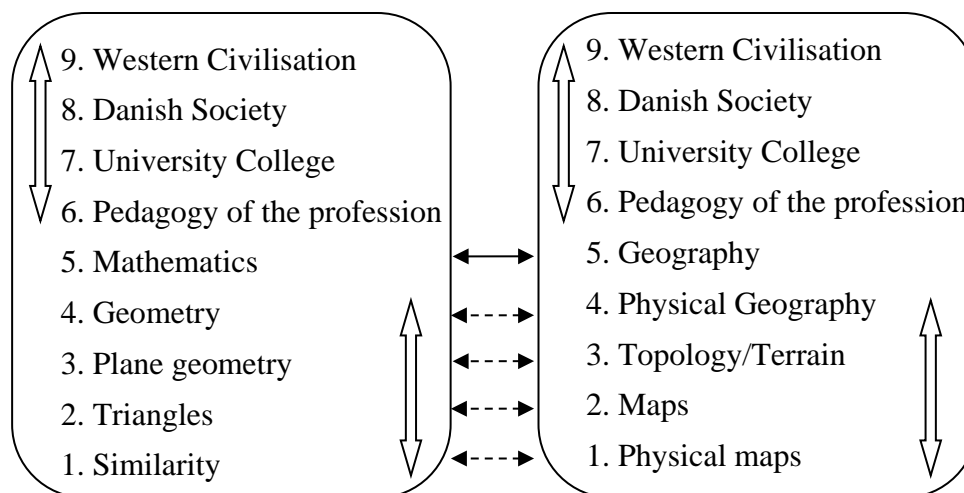 9. Western Civilisation
8. Danish Society
7. University College
6. Pedagogy of the profession
5. Mathematics
4. Geometry
3. Plane geometry
2. Triangles
1. Similarity
9. Western Civilisation
8. Danish Society
7. University College
6. Pedagogy of the profession
5. Geography
4. Physical Geography
3. Topology/Terrain
2. Maps
1. Physical maps